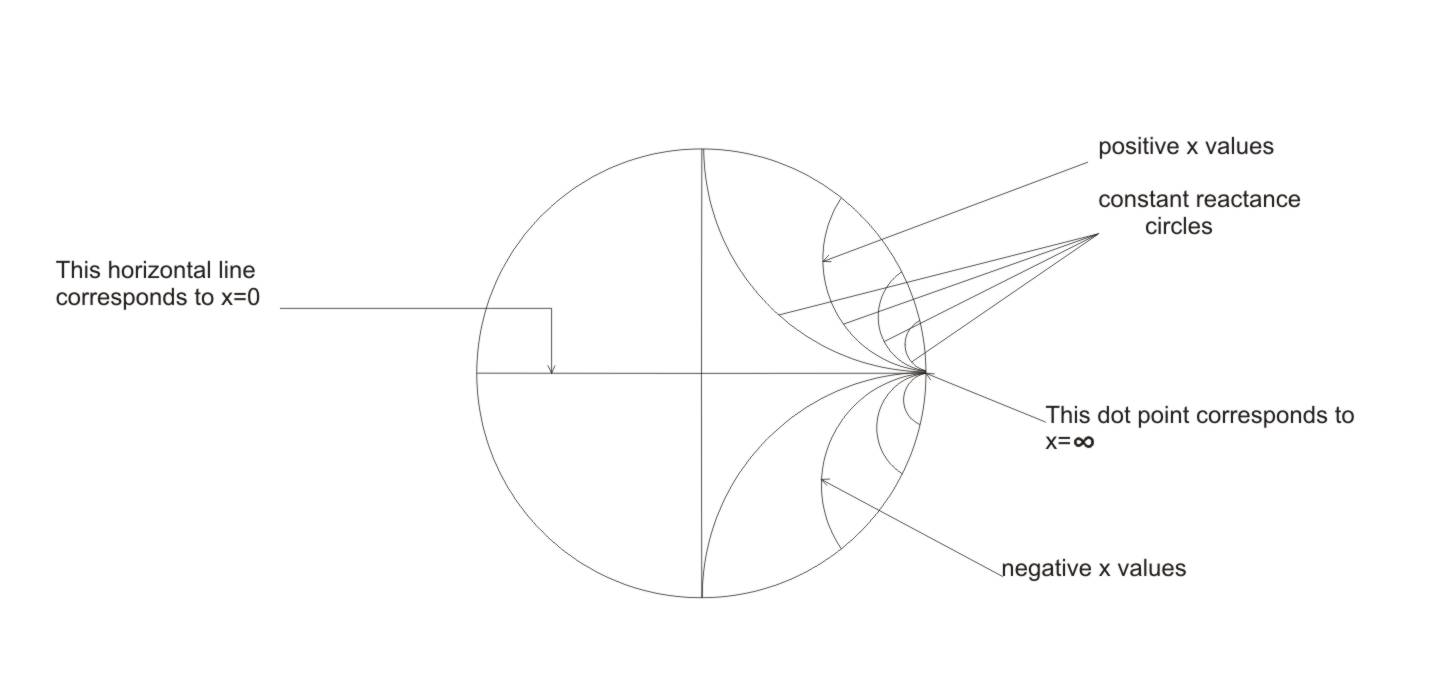 positive x values
constant reactance
circles
This horizontal line
corresponds to x=0
This dot point corresponds to
x=∞
negative x values